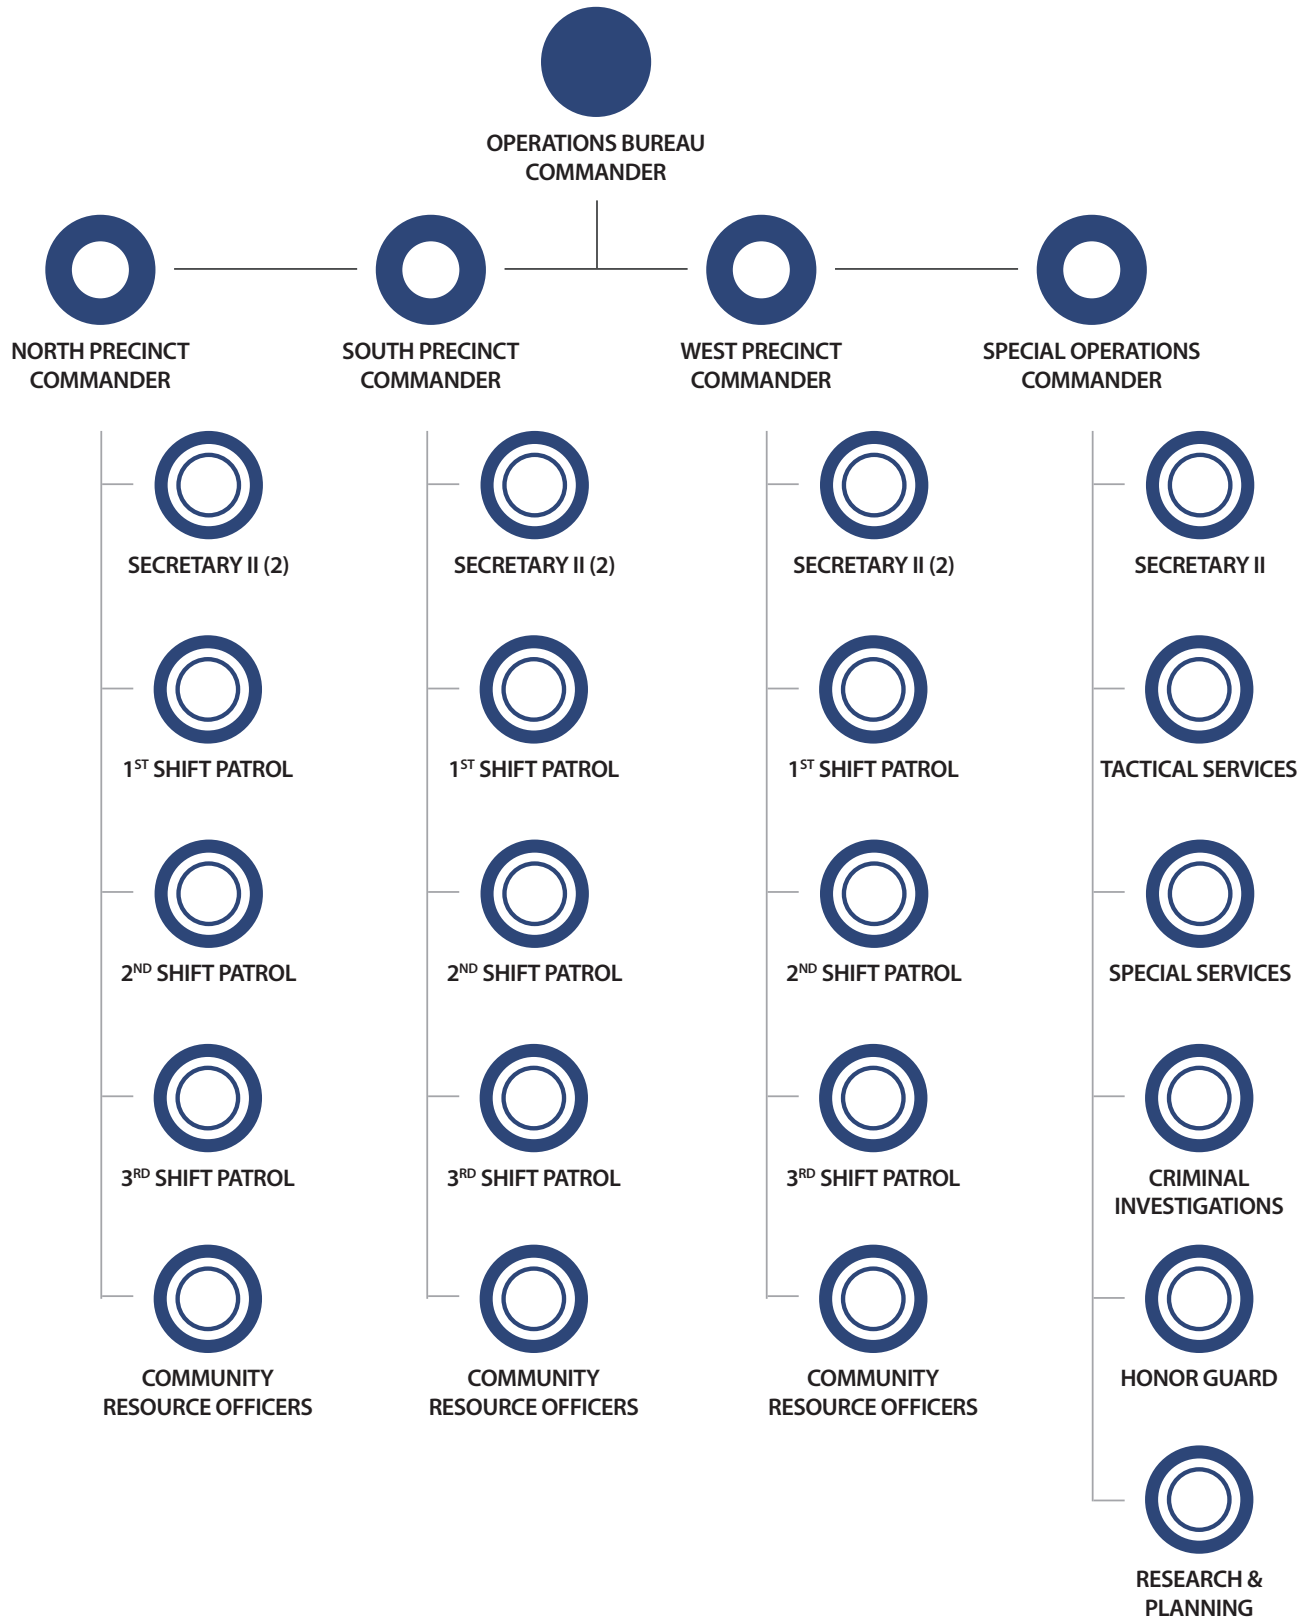 OPERATIONS BUREAU
COMMANDER
NORTH PRECINCT
COMMANDER
SOUTH PRECINCT
COMMANDER
WEST PRECINCT
COMMANDER
SPECIAL OPERATIONS
COMMANDER
SECRETARY II (2)
SECRETARY II (2)
SECRETARY II (2)
SECRETARY II
1ST SHIFT PATROL
1ST SHIFT PATROL
1ST SHIFT PATROL
TACTICAL SERVICES
2ND SHIFT PATROL
2ND SHIFT PATROL
2ND SHIFT PATROL
SPECIAL SERVICES
3RD SHIFT PATROL
3RD SHIFT PATROL
3RD SHIFT PATROL
CRIMINAL
INVESTIGATIONS
COMMUNITY
RESOURCE OFFICERS
COMMUNITY
RESOURCE OFFICERS
COMMUNITY
RESOURCE OFFICERS
HONOR GUARD
RESEARCH &
PLANNING